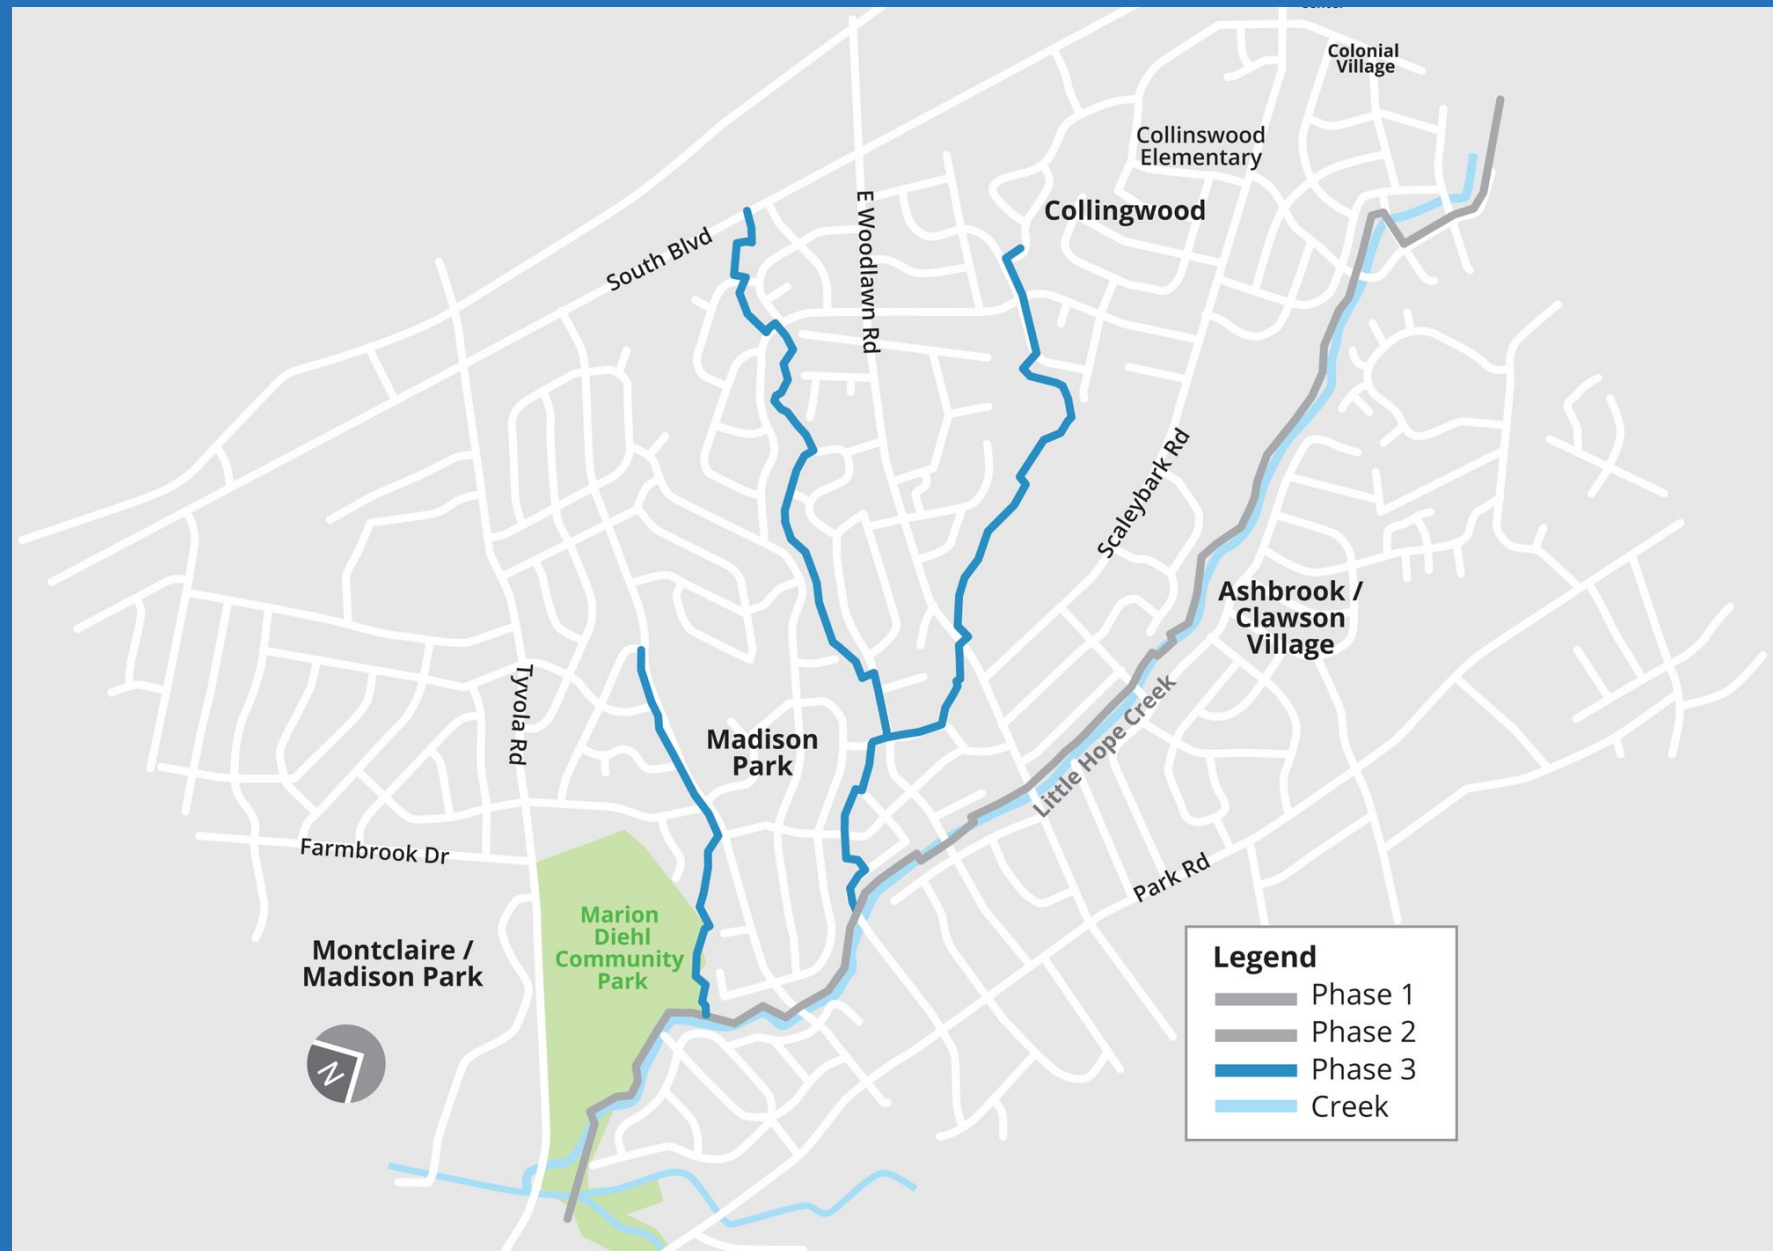 Center
Colonial
Village
Collinswood
Elementary
Collingwood
E Woodlawn Rd
South Blvd
Scaleybark Rd
Ashbrook /
Clawson
Village
Tyvola Rd
Little Hope Creek
Madison
Park
Farmbrook Dr
Park Rd
Marion
Diehl
Community
Park
Montclaire /
Madison Park
N
Legend
Phase 1
Phase 2
Phase 3
Creek